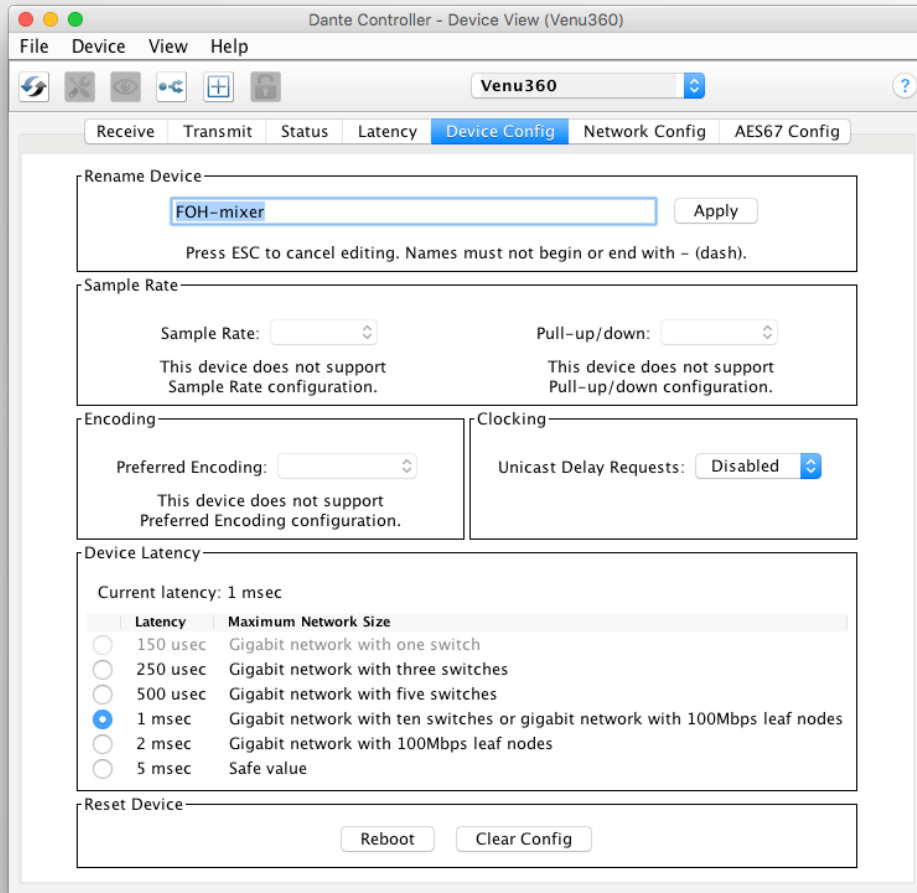 Dante Controller - Device View (Venu360)
File Device View Help
Venu360
?
Receive Transmit Status Latency Device Config Network Config AES67 Config
Rename Device
FOH-mixer
Apply
Press ESC to cancel editing. Names must not begin or end with - (dash).
Sample Rate
Sample Rate:
Pull-up/down:
This device does not support
Sample Rate configuration.
This device does not support
Pull-up/down configuration.
Encoding
Preferred Encoding:
This device does not support
Preferred Encoding configuration.
Clocking
Unicast Delay Requests: Disabled
Device Latency
Current latency: 1 msec
Latency Maximum Network Size
150 usec Gigabit network with one switch
250 usec Gigabit network with three switches
500 usec Gigabit network with five switches
1 msec Gigabit network with ten switches or gigabit network with 100Mbps leaf nodes
2 msec Gigabit network with 100Mbps leaf nodes
5 msec Safe value
Reset Device
Reboot Clear Config